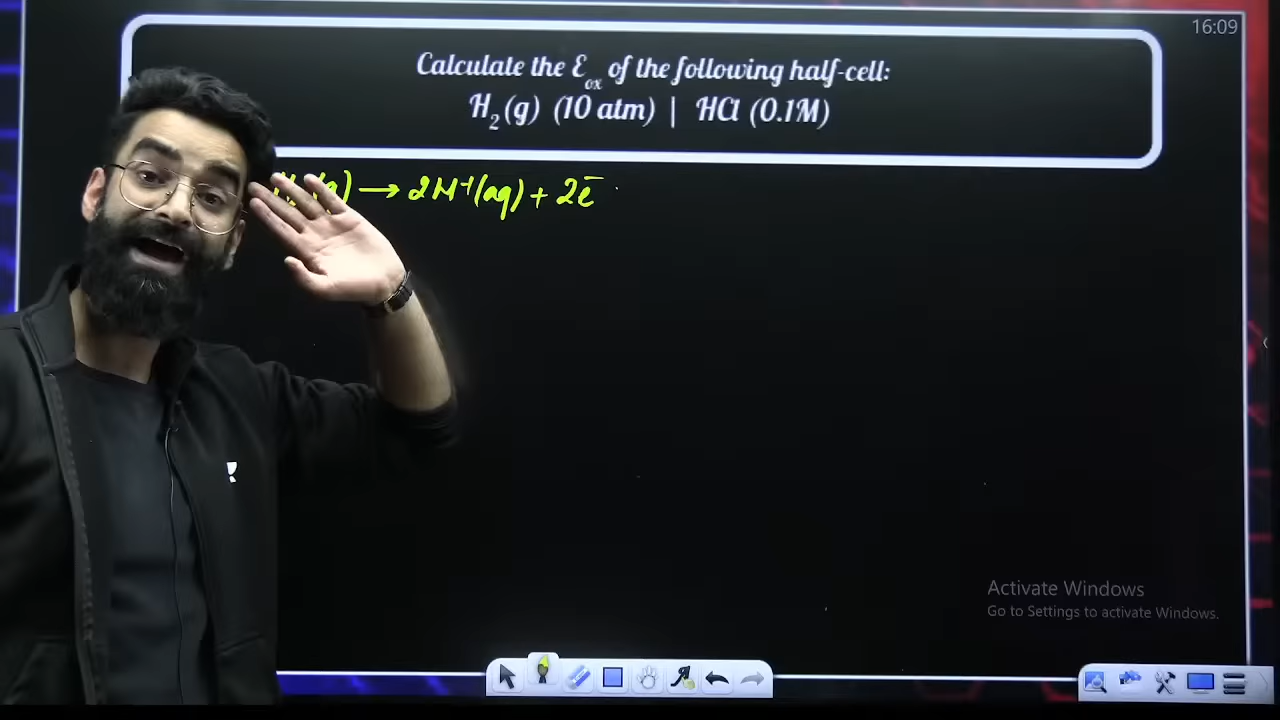 16:09
Calculate the Ɛox of the following half-cell:
H₂(g) (10 atm) | HCl (0.1M)
→ 2H⁺(aq) + 2e⁻
Activate Windows
Go to Settings to activate Windows.